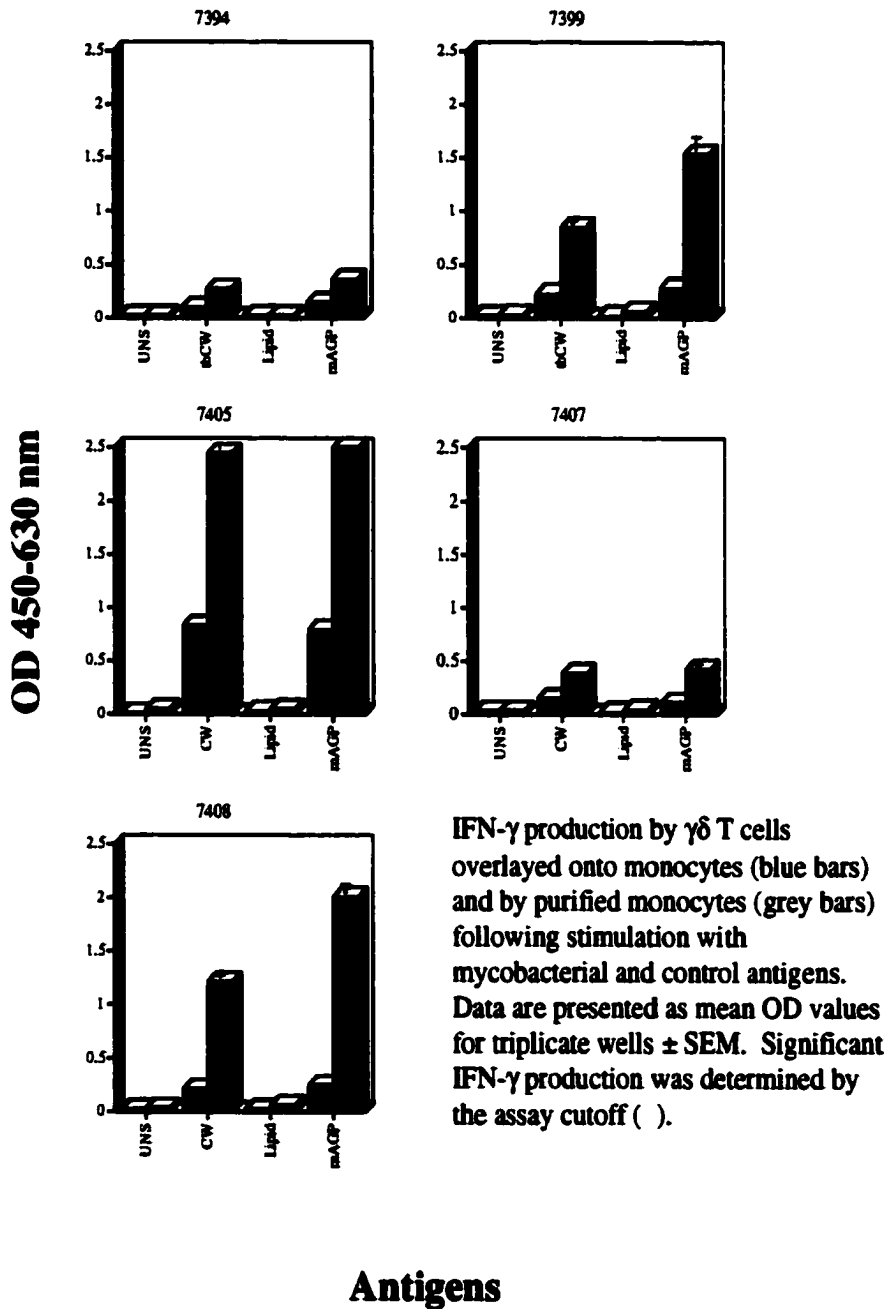 7394
2.5
2
1.5
1
0.5
0
UNS
tbCW
Lipid
mAGP
7399
2.5
2
1.5
1
0.5
0
UNS
tbCW
Lipid
mAGP
OD 450-630 nm
7405
2.5
2
1.5
1
0.5
0
UNS
CW
Lipid
mAGP
7407
2.5
2
1.5
1
0.5
0
UNS
CW
Lipid
mAGP
7408
2.5
2
1.5
1
0.5
0
UNS
CW
Lipid
mAGP
IFN-γ production by γδ T cells
overlayed onto monocytes (blue bars)
and by purified monocytes (grey bars)
following stimulation with
mycobacterial and control antigens.
Data are presented as mean OD values
for triplicate wells ± SEM. Significant
IFN-γ production was determined by
the assay cutoff ( ).
Antigens